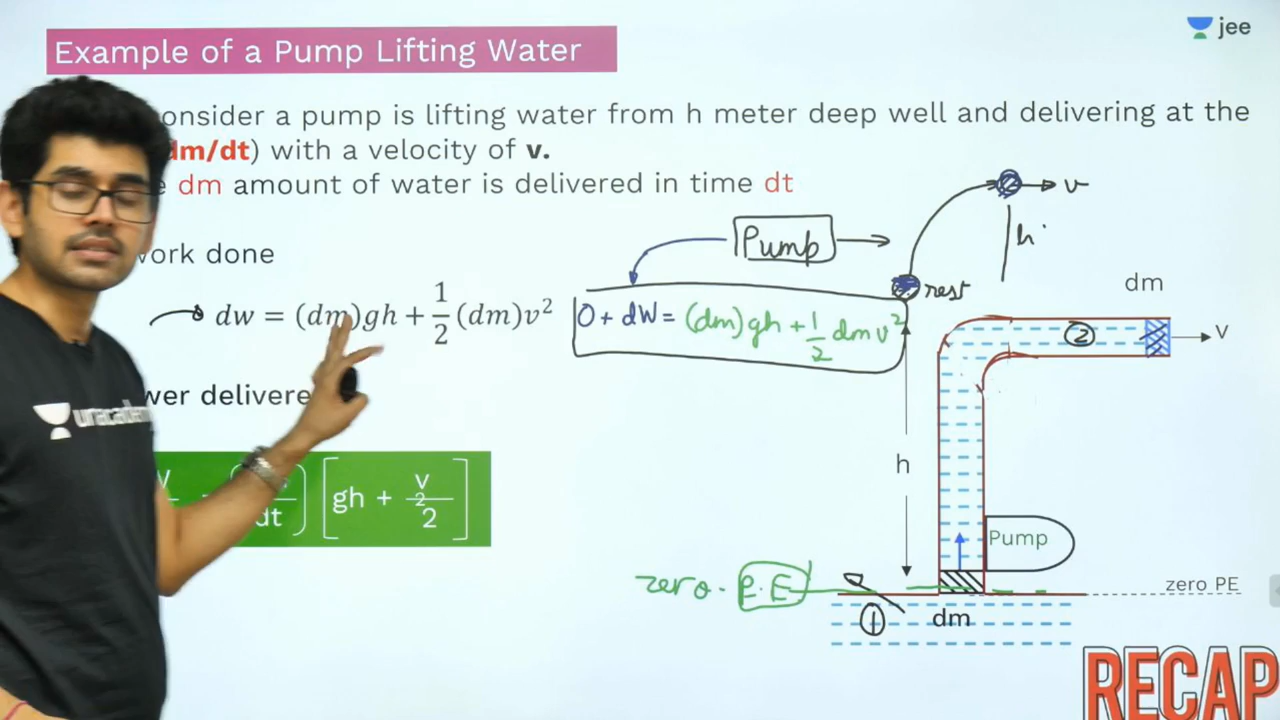 Example of a Pump Lifting Water
jee
onsider a pump is lifting water from h meter deep well and delivering at the
dm/dt) with a velocity of v.
dm amount of water is delivered in time dt
ork done
dw = (dm)gh + 1/2 (dm)v²
wer delivere
dt) [gh + v²/2]
unacadem
Pump
v
h
rest
0 + dW = (dm)gh + 1/2 dmv²
dm
2
v
h
Pump
zero P.E
zero PE
1
dm
RECAP